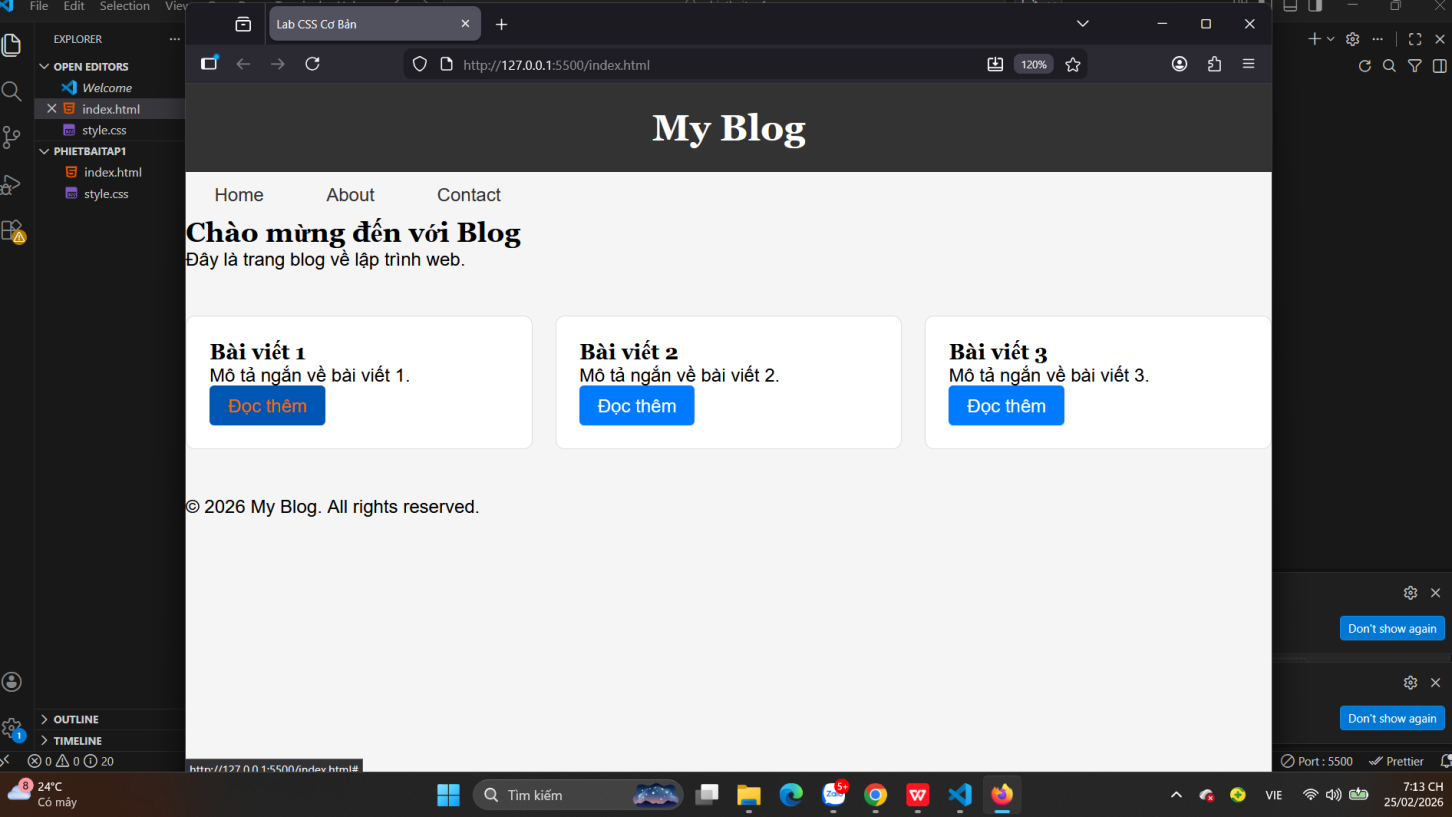 File Edit Selection
Lab CSS Cơ Bản
EXPLORER
http://127.0.0.1:5500/index.html
120%
OPEN EDITORS
Welcome
index.html
style.css
PHIETBAITAP1
index.html
style.css
My Blog
Home About Contact
Chào mừng đến với Blog
Đây là trang blog về lập trình web.
Bài viết 1
Mô tả ngắn về bài viết 1.
Đọc thêm
Bài viết 2
Mô tả ngắn về bài viết 2.
Đọc thêm
Bài viết 3
Mô tả ngắn về bài viết 3.
Đọc thêm
© 2026 My Blog. All rights reserved.
Don't show again
Don't show again
OUTLINE
TIMELINE
1
0 0 20
http://127.0.0.1:5500/index.html#
Port : 5500 Prettier
8
24°C
Có mây
Tìm kiếm
Zalo
5+
VIE
7:13 CH
25/02/2026